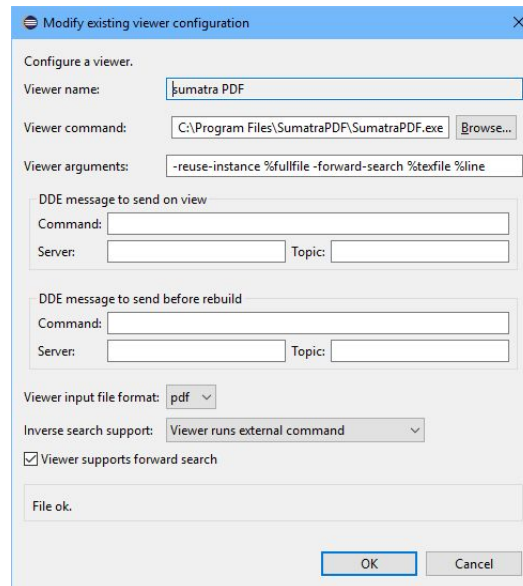 Modify existing viewer configuration
Configure a viewer.
Viewer name: sumatra PDF
Viewer command: C:\Program Files\SumatraPDF\SumatraPDF.exe Browse...
Viewer arguments: -reuse-instance %fullfile -forward-search %texfile %line
DDE message to send on view
Command:
Server: Topic:
DDE message to send before rebuild
Command:
Server: Topic:
Viewer input file format: pdf
Inverse search support: Viewer runs external command
Viewer supports forward search
File ok.
OK Cancel